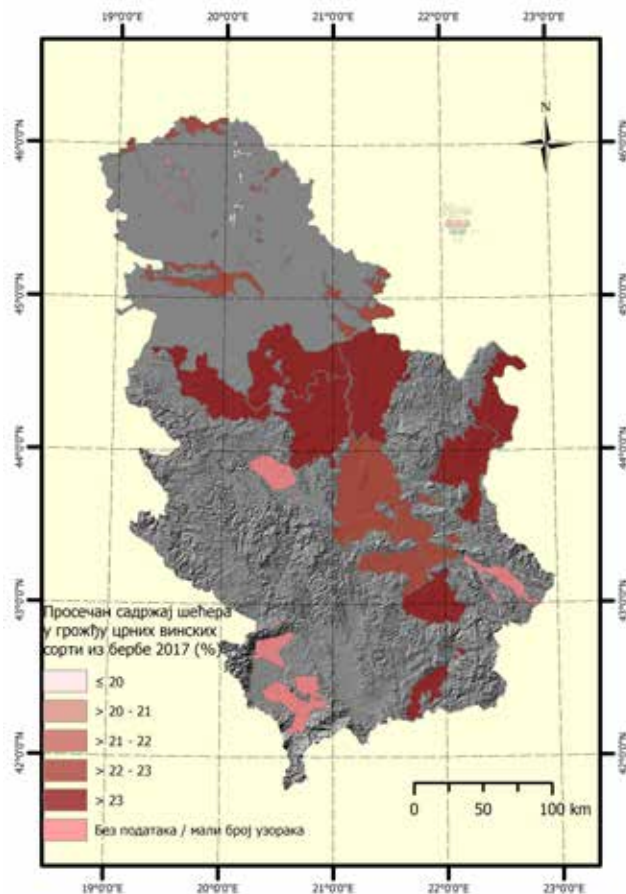 19°0'0"E 20°0'0"E 21°0'0"E 22°0'0"E 23°0'0"E
N
46°0'0"N 46°0'0"N
45°0'0"N 45°0'0"N
44°0'0"N 44°0'0"N
43°0'0"N 43°0'0"N
42°0'0"N 42°0'0"N
Просечан садржај шећера
у грожђу црних винских
сорти из бербе 2017 (%)
≤ 20
> 20 - 21
> 21 - 22
> 22 - 23
> 23
Без података / мали број узорака
0 50 100 km
19°0'0"E 20°0'0"E 21°0'0"E 22°0'0"E 23°0'0"E